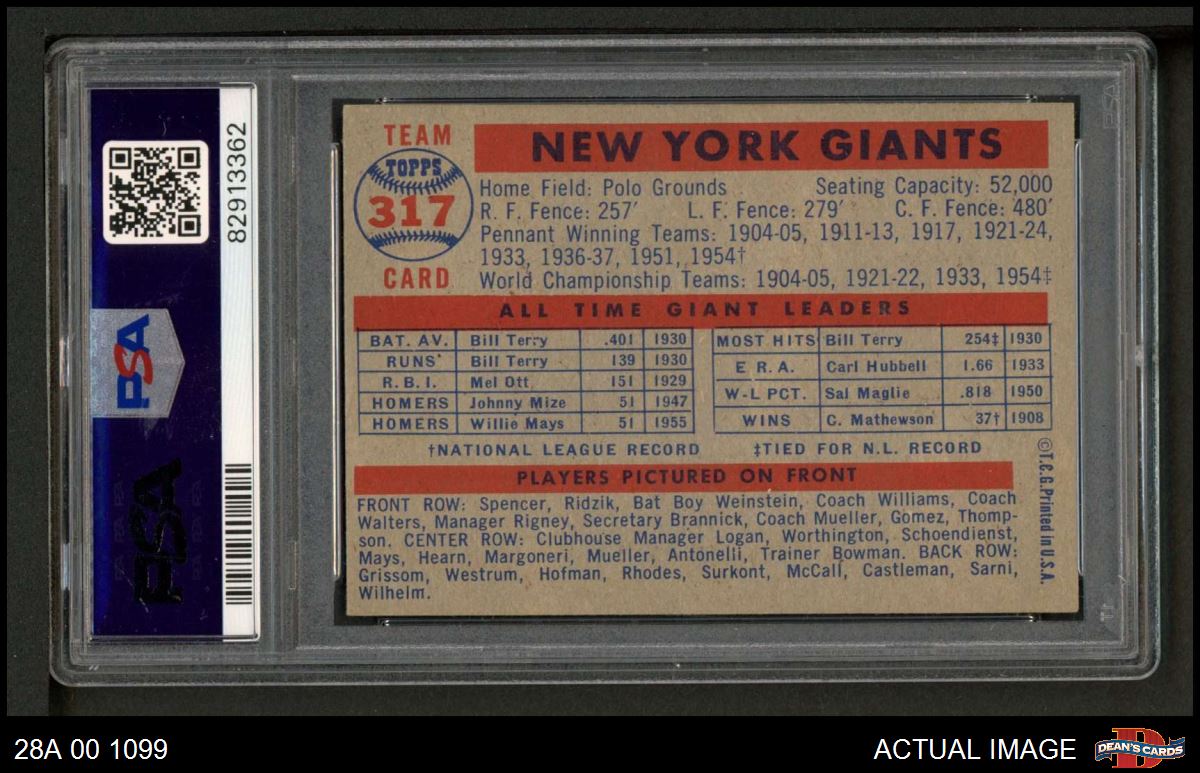 82913362
PSA
PSA
TEAM
TOPPS
317
CARD
NEW YORK GIANTS
Home Field: Polo Grounds Seating Capacity: 52,000
R. F. Fence: 257′ L. F. Fence: 279′ C. F. Fence: 480′
Pennant Winning Teams: 1904-05, 1911-13, 1917, 1921-24,
1933, 1936-37, 1951, 1954†
World Championship Teams: 1904-05, 1921-22, 1933, 1954‡
ALL TIME GIANT LEADERS
BAT. AV. Bill Terry .401 1930
RUNS Bill Terry 139 1930
R.B.I. Mel Ott 151 1929
HOMERS Johnny Mize 51 1947
HOMERS Willie Mays 51 1955
MOST HITS Bill Terry 254‡ 1930
E R.A. Carl Hubbell 1.66 1933
W-L PCT. Sal Maglie .818 1950
WINS C. Mathewson 37† 1908
†NATIONAL LEAGUE RECORD ‡TIED FOR N.L. RECORD
PLAYERS PICTURED ON FRONT
FRONT ROW: Spencer, Ridzik, Bat Boy Weinstein, Coach Williams, Coach
Walters, Manager Rigney, Secretary Brannick, Coach Mueller, Gomez, Thomp-
son. CENTER ROW: Clubhouse Manager Logan, Worthington, Schoendienst,
Mays, Hearn, Margoneri, Mueller, Antonelli, Trainer Bowman. BACK ROW:
Grissom, Westrum, Hofman, Rhodes, Surkont, McCall, Castleman, Sarni,
Wilhelm.
©T.C.G. Printed in U.S.A.
28A 00 1099
ACTUAL IMAGE
DEAN'S CARDS